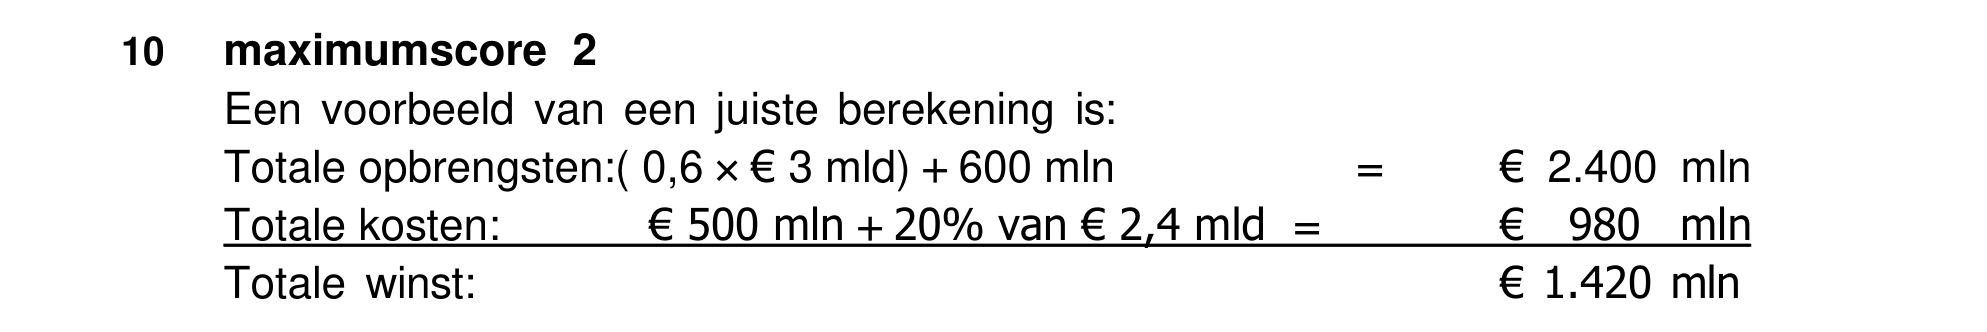 10 maximumscore 2
Een voorbeeld van een juiste berekening is:
Totale opbrengsten:( 0,6 × € 3 mld) + 600 mln = € 2.400 mln
Totale kosten: € 500 mln + 20% van € 2,4 mld = € 980 mln
Totale winst: € 1.420 mln